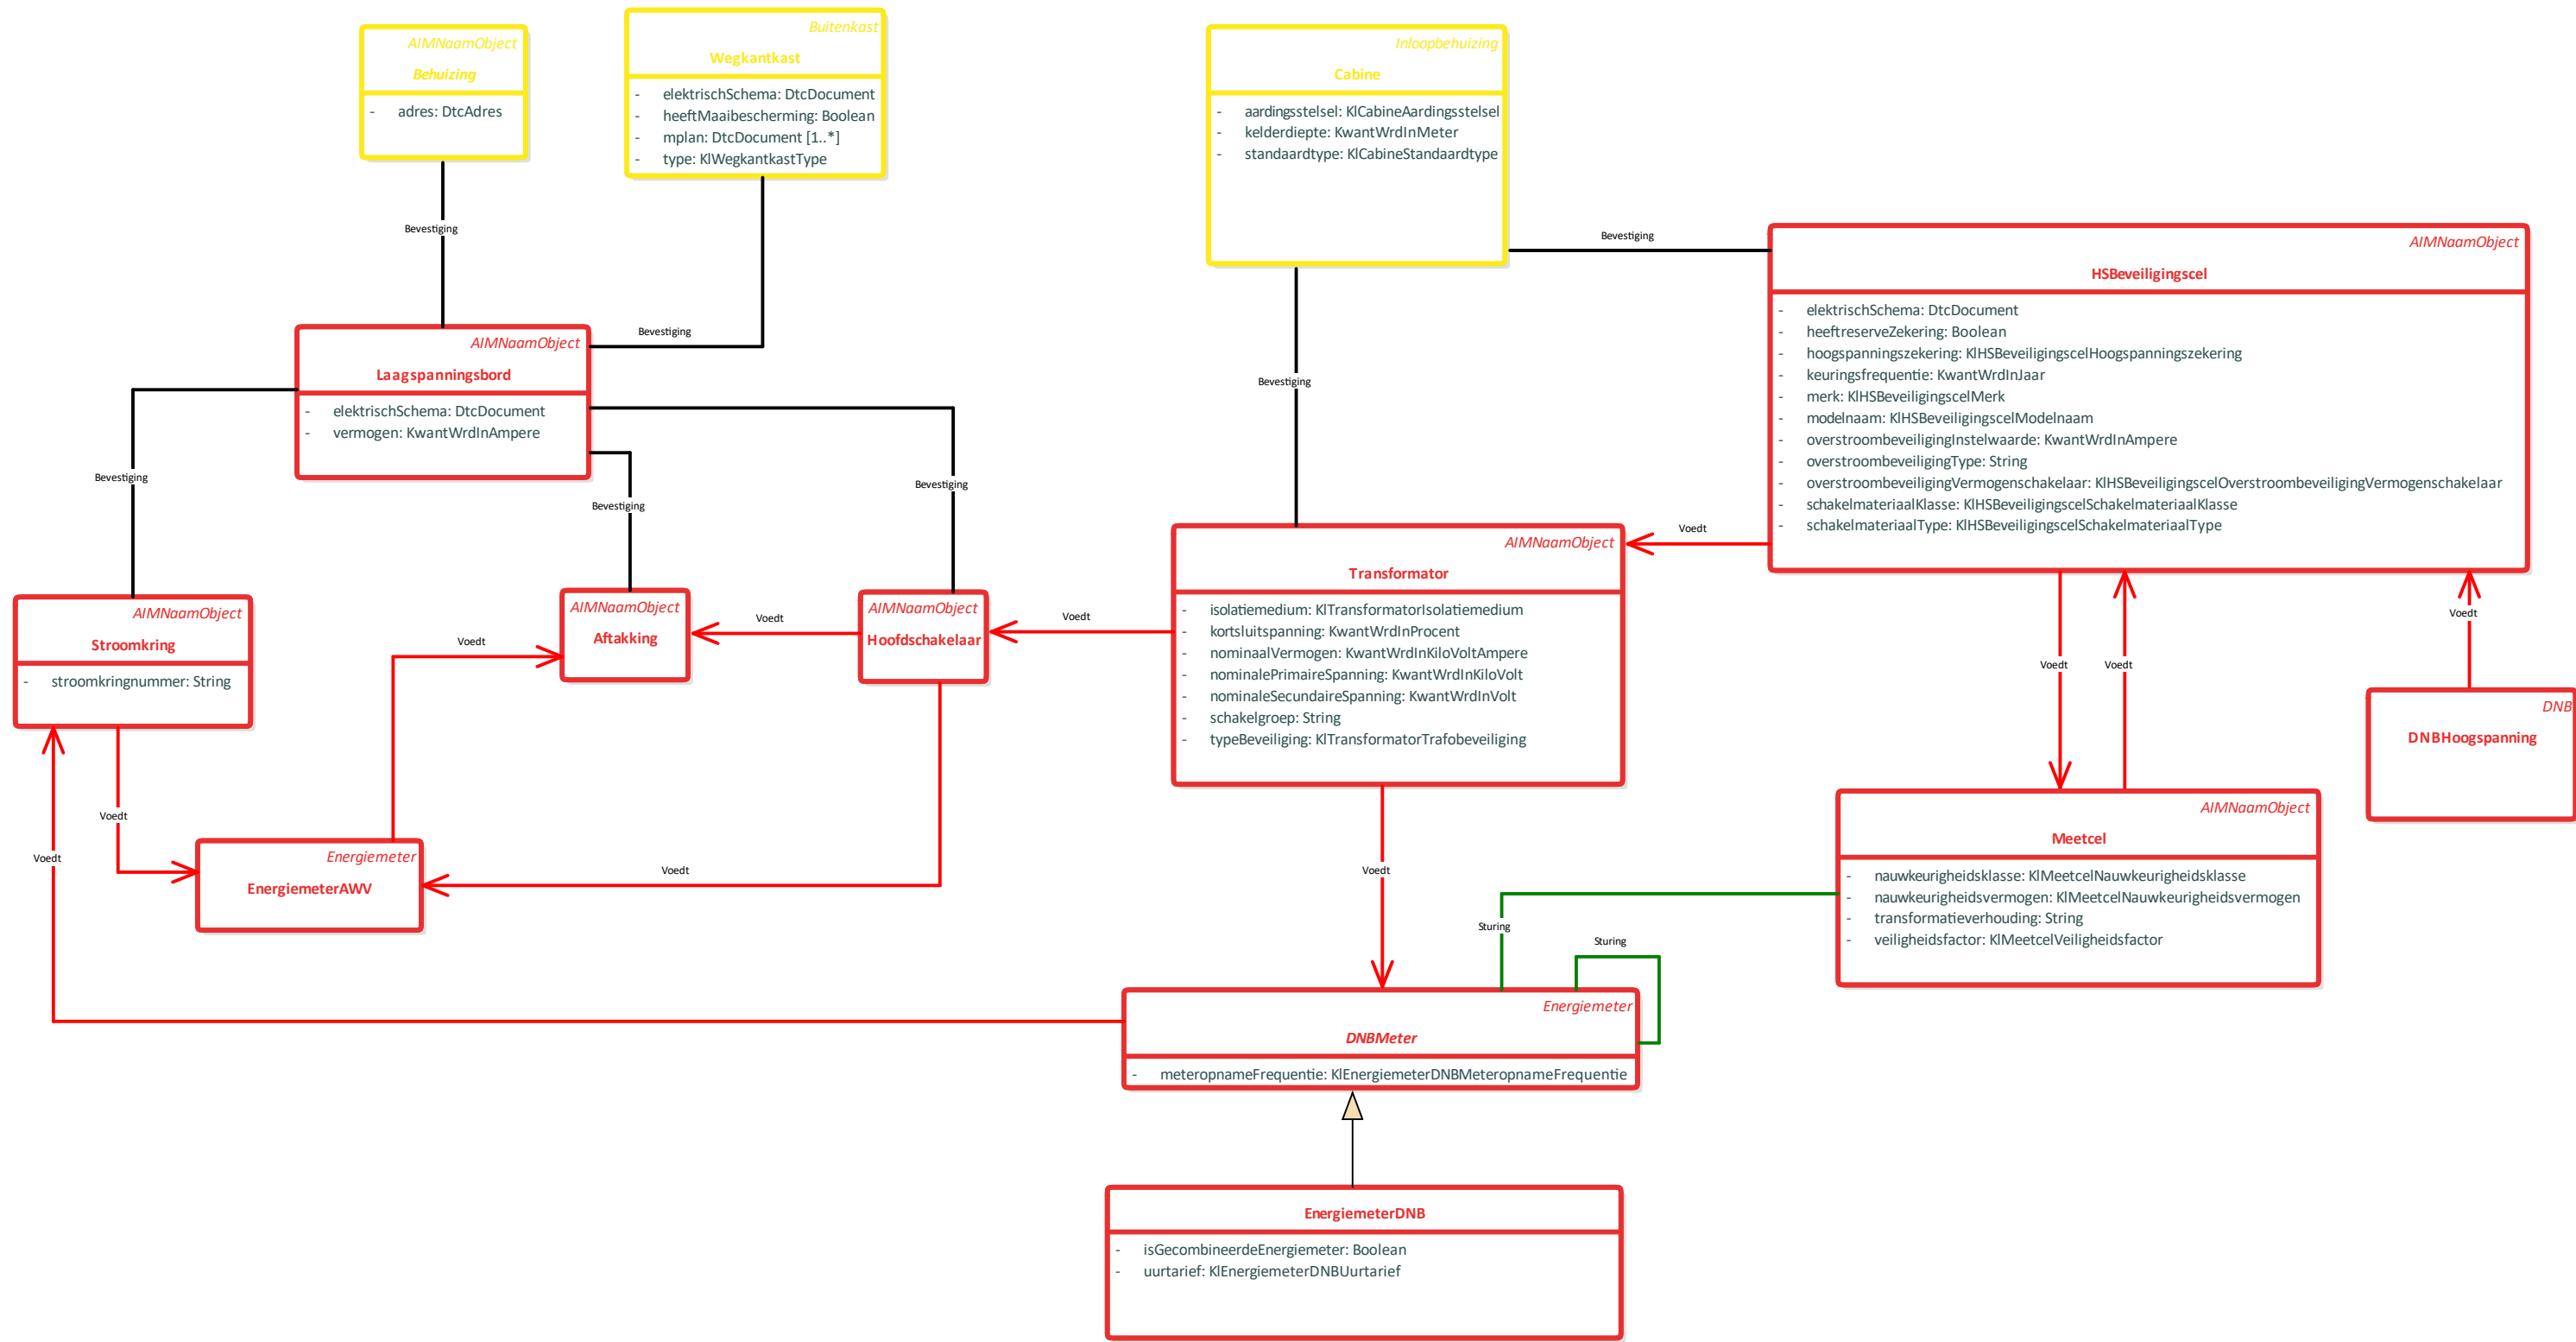 AIMNaamObject
Behuizing
- adres: DtcAdres
Buitenkast
Wegkantkast
- elektrischSchema: DtcDocument
- heeftMaaibescherming: Boolean
- mplan: DtcDocument [1..*]
- type: KlWegkantkastType
Inloopbehuizing
Cabine
- aardingsstelsel: KlCabineAardingsstelsel
- kelderdiepte: KwantWrdInMeter
- standaardtype: KlCabineStandaardtype
Bevestiging
Bevestiging
Bevestiging
Bevestiging
AIMNaamObject
HSBeveiligingscel
- elektrischSchema: DtcDocument
- heeftreserveZekering: Boolean
- hoogspanningszekering: KlHSBeveiligingscelHoogspanningszekering
- keuringsfrequentie: KwantWrdInJaar
- merk: KlHSBeveiligingscelMerk
- modelnaam: KlHSBeveiligingscelModelnaam
- overstroombeveiligingInstelwaarde: KwantWrdInAmpere
- overstroombeveiligingType: String
- overstroombeveiligingVermogenschakelaar: KlHSBeveiligingscelOverstroombeveiligingVermogenschakelaar
- schakelmateriaalKlasse: KlHSBeveiligingscelSchakelmateriaalKlasse
- schakelmateriaalType: KlHSBeveiligingscelSchakelmateriaalType
AIMNaamObject
Laagspanningsbord
- elektrischSchema: DtcDocument
- vermogen: KwantWrdInAmpere
Bevestiging
Bevestiging
Bevestiging
AIMNaamObject
Stroomkring
- stroomkringnummer: String
Voedt
AIMNaamObject
Aftakking
Voedt
AIMNaamObject
Hoofdschakelaar
Voedt
AIMNaamObject
Transformator
- isolatiemedium: KlTransformatorIsolatiemedium
- kortsluitspanning: KwantWrdInProcent
- nominaalVermogen: KwantWrdInKiloVoltAmpere
- nominalePrimaireSpanning: KwantWrdInKiloVolt
- nominaleSecundaireSpanning: KwantWrdInVolt
- schakelgroep: String
- typeBeveiliging: KlTransformatorTrafobeveiliging
Voedt
Voedt
Voedt
Voedt
DNB
DNBHoogspanning
Voedt
Voedt
Energiemeter
EnergiemeterAWV
Voedt
Voedt
AIMNaamObject
Meetcel
- nauwkeurigheidsklasse: KlMeetcelNauwkeurigheidsklasse
- nauwkeurigheidsvermogen: KlMeetcelNauwkeurigheidsvermogen
- transformatieverhouding: String
- veiligheidsfactor: KlMeetcelVeiligheidsfactor
Sturing
Sturing
Energiemeter
DNBMeter
- meteropnameFrequentie: KlEnergiemeterDNBMeteropnameFrequentie
EnergiemeterDNB
- isGecombineerdeEnergiemeter: Boolean
- uurtarief: KlEnergiemeterDNBUurtarief